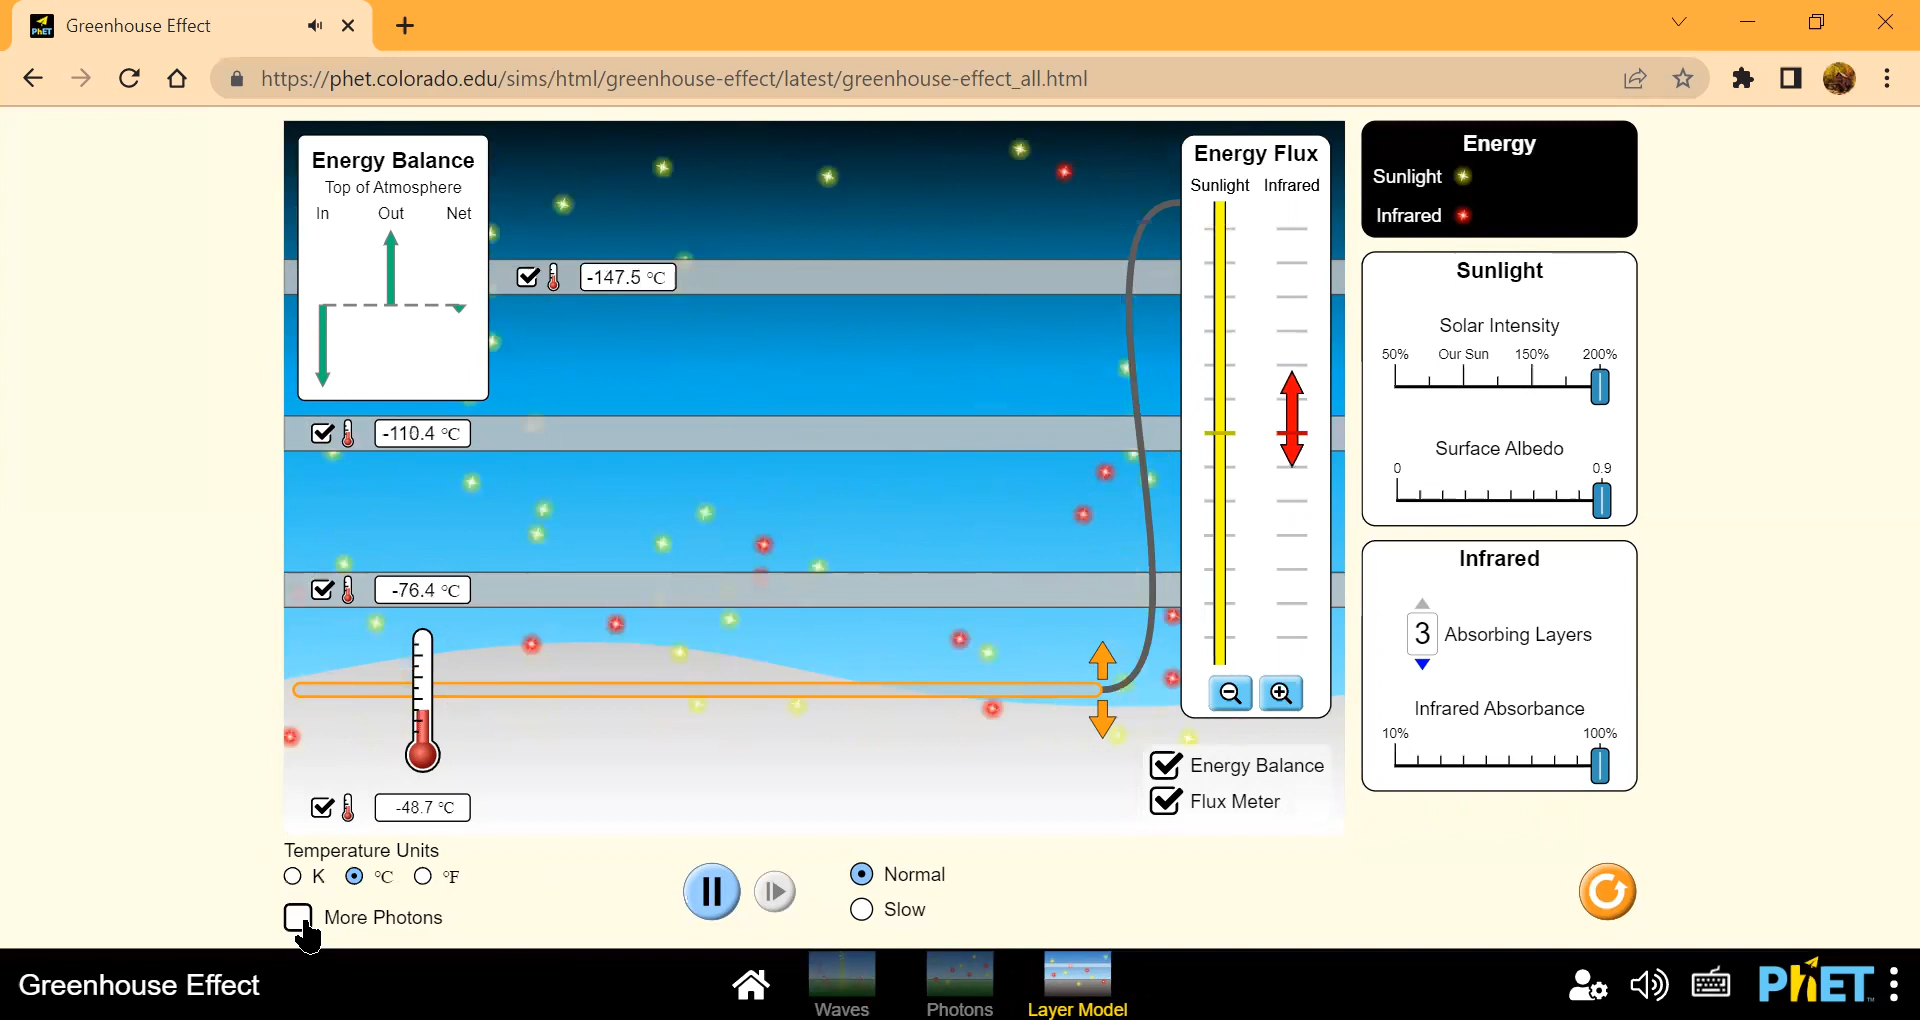 Greenhouse Effect
https://phet.colorado.edu/sims/html/greenhouse-effect/latest/greenhouse-effect_all.html
Energy Balance
Top of Atmosphere
In Out Net
-147.5 °C
-110.4 °C
-76.4 °C
-48.7 °C
Energy Flux
Sunlight Infrared
Energy Balance
Flux Meter
Energy
Sunlight
Infrared
Sunlight
Solar Intensity
50% Our Sun 150% 200%
Surface Albedo
0 0.9
Infrared
3 Absorbing Layers
Infrared Absorbance
10% 100%
Temperature Units
K °C °F
More Photons
Normal
Slow
Greenhouse Effect
Waves
Photons
Layer Model
PhET